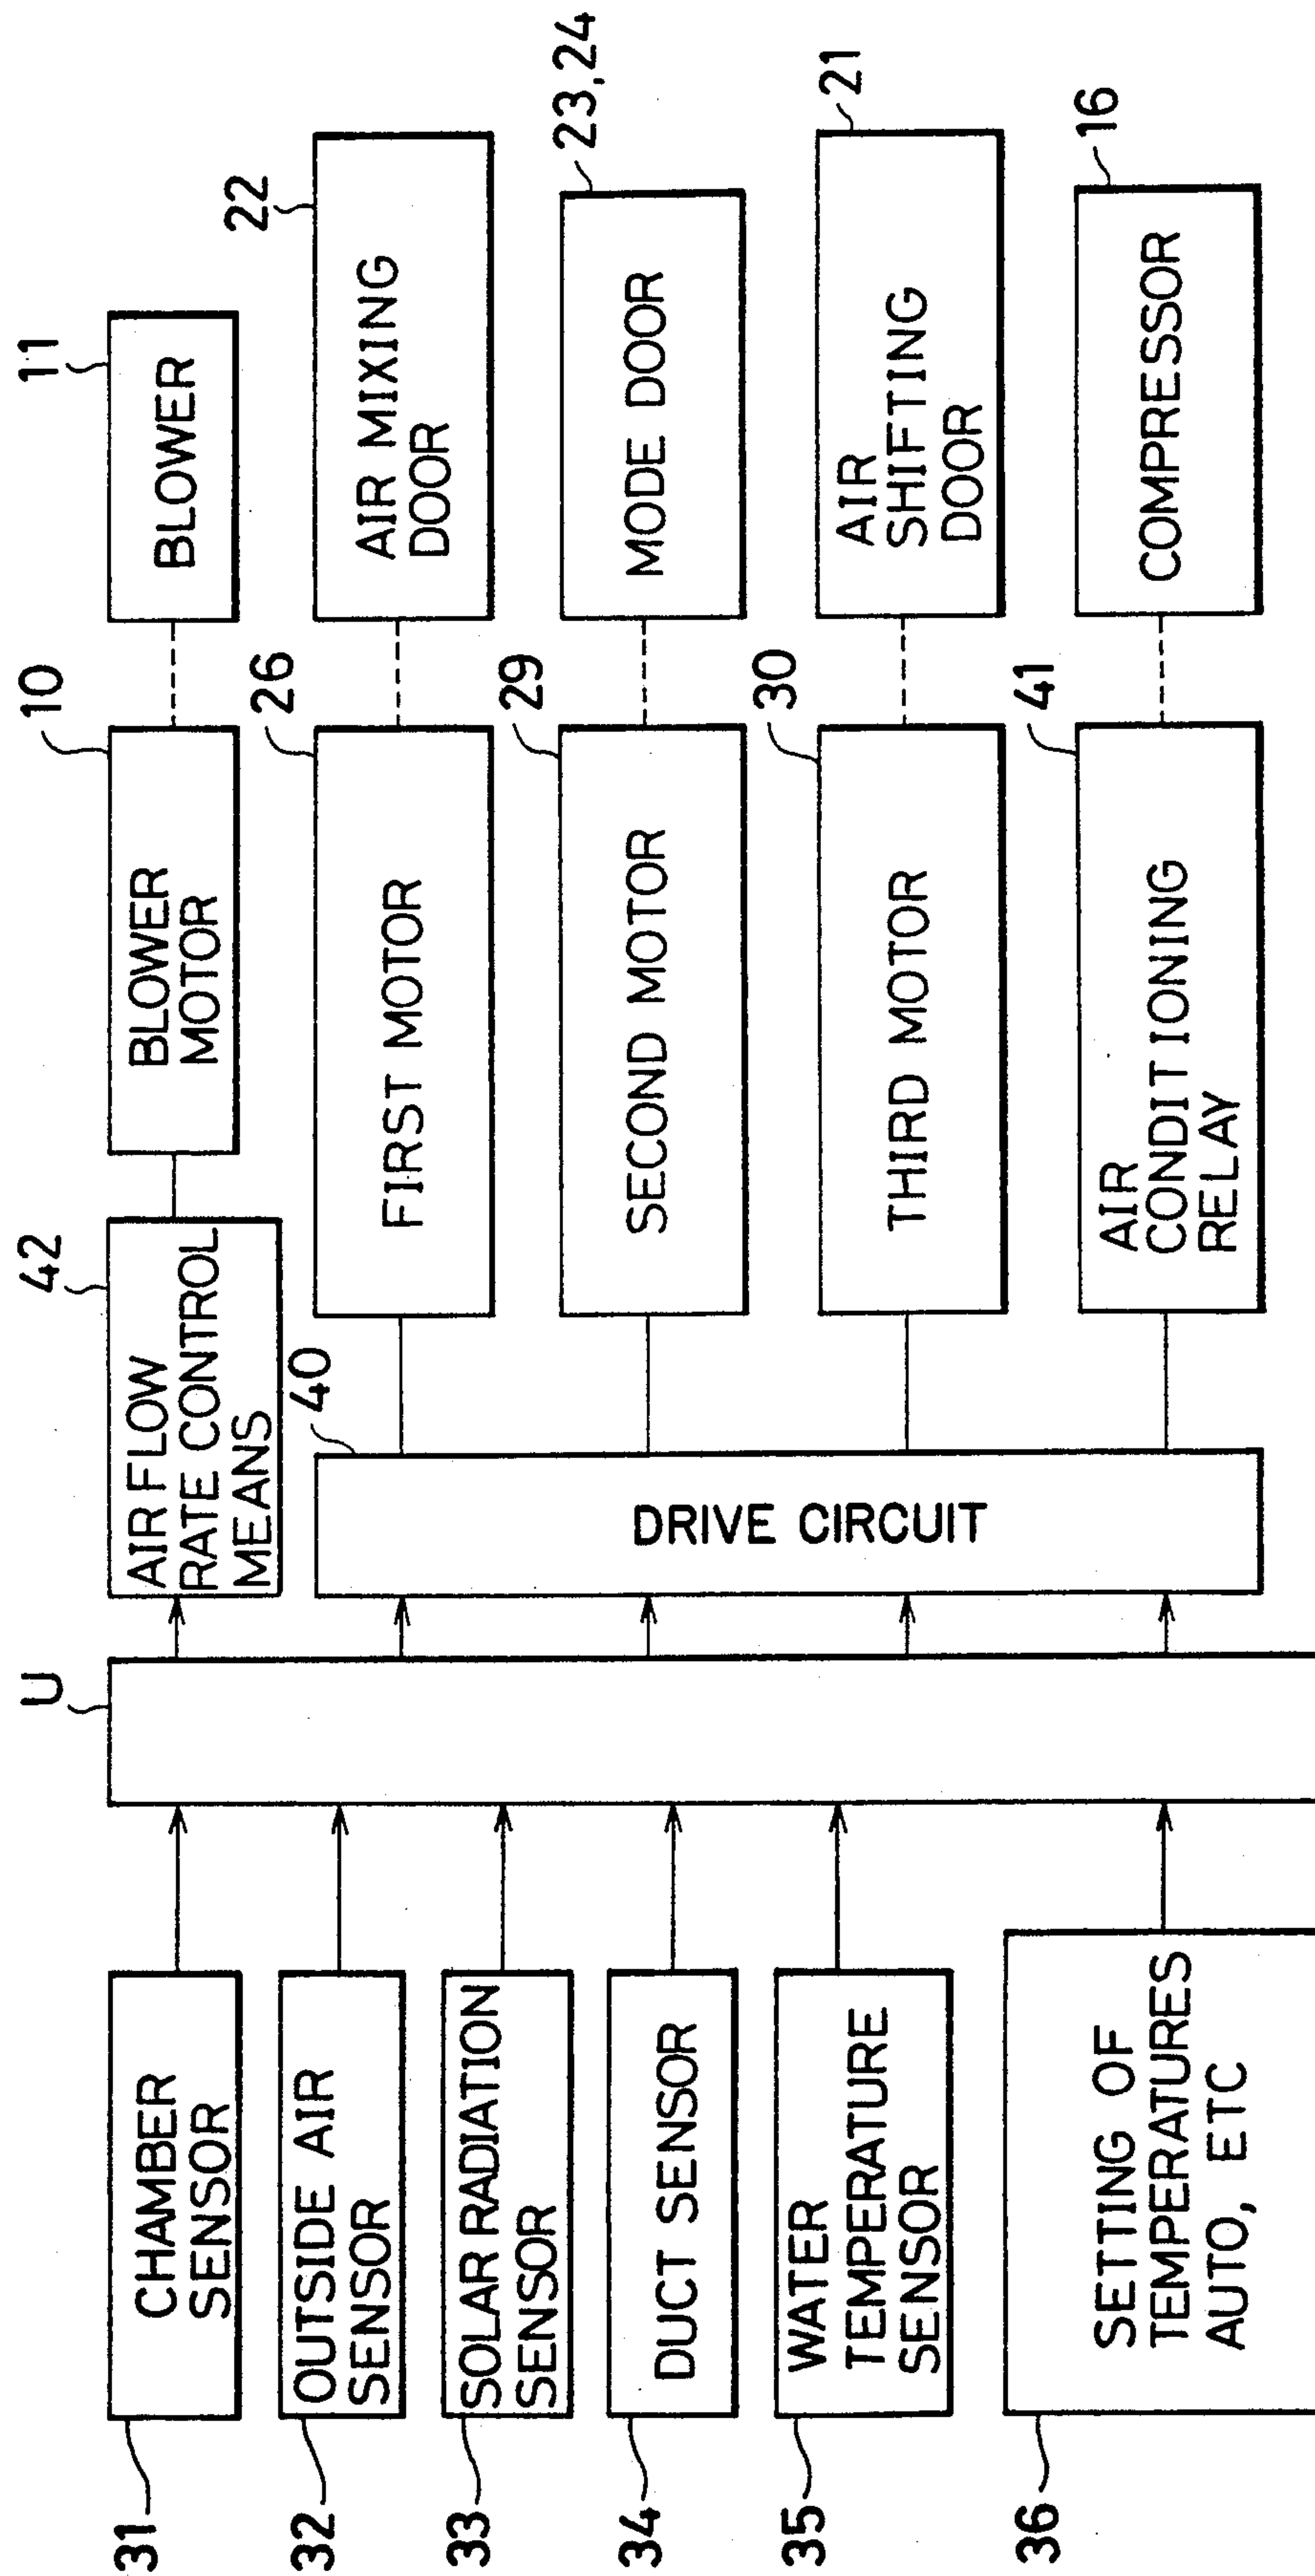 31
CHAMBER
SENSOR
32
OUTSIDE AIR
SENSOR
33
SOLAR RADIATION
SENSOR
34
DUCT SENSOR
35
WATER
TEMPERATURE
SENSOR
36
SETTING OF
TEMPERATURES
AUTO, ETC
U
42
AIR FLOW
RATE CONTROL
MEANS
40
DRIVE CIRCUIT
10
BLOWER
MOTOR
26
FIRST MOTOR
29
SECOND MOTOR
30
THIRD MOTOR
41
AIR
CONDITIONING
RELAY
11
BLOWER
22
AIR MIXING
DOOR
23,24
MODE DOOR
21
AIR
SHIFTING
DOOR
16
COMPRESSOR